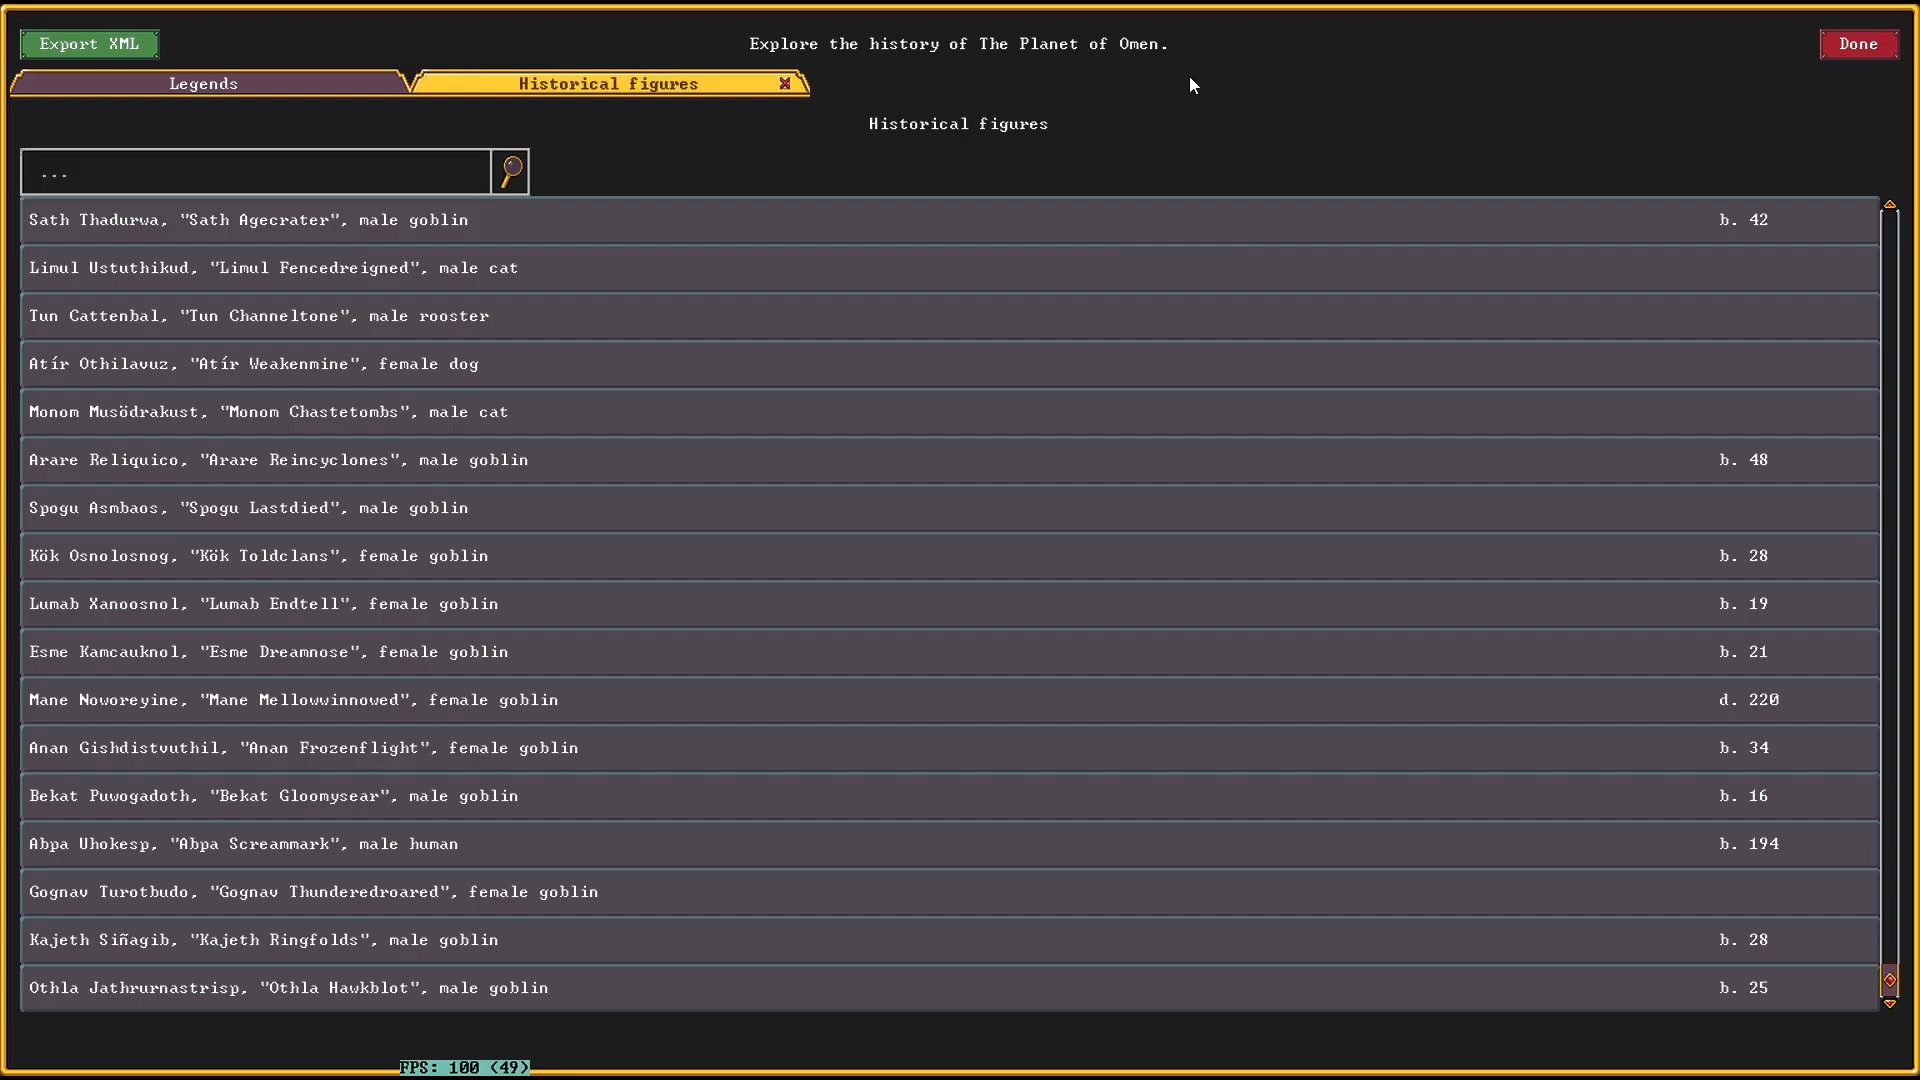 Export XML
Explore the history of The Planet of Omen.
Done
Legends
Historical figures
Historical figures
...
Sath Thadurwa, "Sath Agecrater", male goblin b. 42
Limul Ustuthikud, "Limul Fencedreigned", male cat
Tun Cattenbal, "Tun Channeltone", male rooster
Atír Othilavuz, "Atír Weakenmine", female dog
Monom Musödrakust, "Monom Chastetombs", male cat
Arare Reliquico, "Arare Reincyclones", male goblin b. 48
Spogu Asmbaos, "Spogu Lastdied", male goblin
Kök Osnolosnog, "Kök Toldclans", female goblin b. 28
Lumab Xanoosnol, "Lumab Endtell", female goblin b. 19
Esme Kamcauknol, "Esme Dreamnose", female goblin b. 21
Mane Noworeyine, "Mane Mellowwinnowed", female goblin d. 220
Anan Gishdistvuthil, "Anan Frozenflight", female goblin b. 34
Bekat Puwogadoth, "Bekat Gloomysear", male goblin b. 16
Abpa Uhokesp, "Abpa Screammark", male human b. 194
Gognav Turotbudo, "Gognav Thunderedroared", female goblin
Kajeth Siñagib, "Kajeth Ringfolds", male goblin b. 28
Othla Jathrurnastrisp, "Othla Hawkblot", male goblin b. 25
FPS: 100 (49)